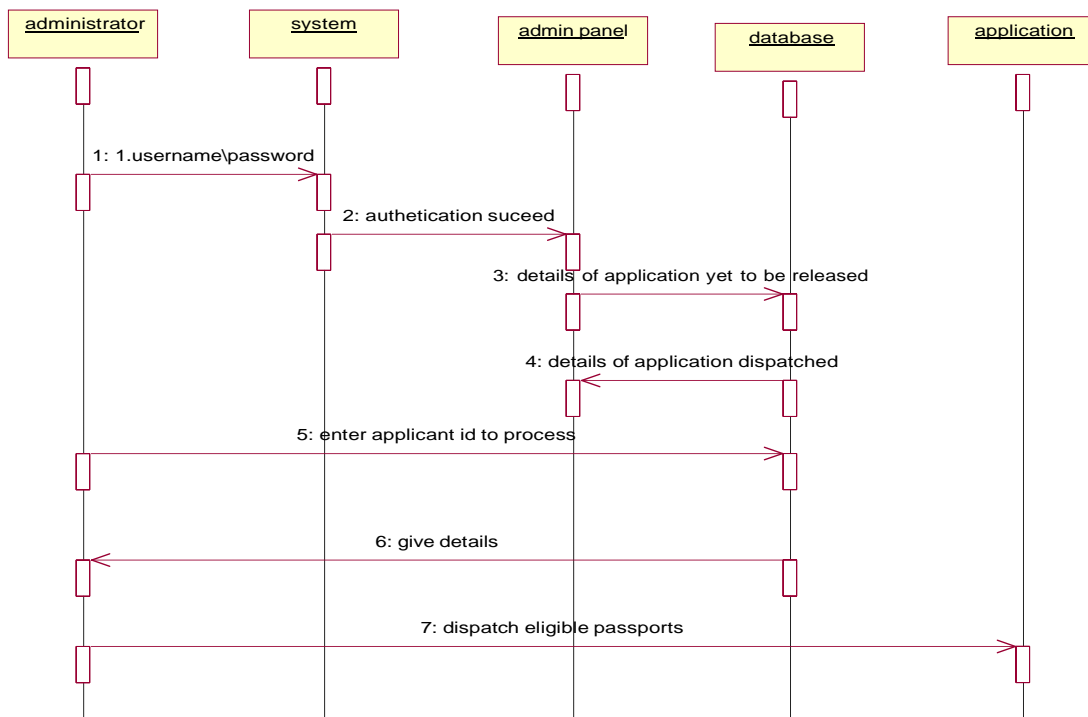 administrator
system
admin panel
database
application
1: 1.username\password
2: authetication suceed
3: details of application yet to be released
4: details of application dispatched
5: enter applicant id to process
6: give details
7: dispatch eligible passports